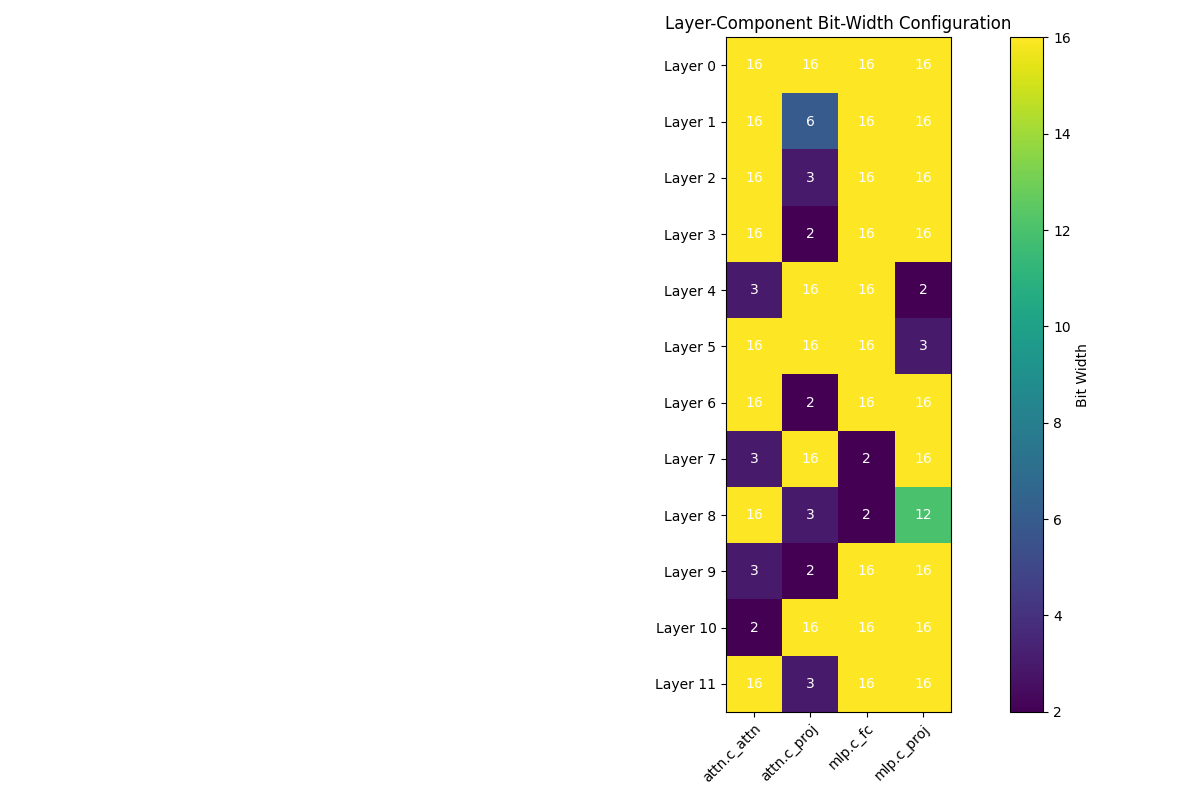 Layer-Component Bit-Width Configuration
Layer 0 16 16 16 16
Layer 1 16 6 16 16
Layer 2 16 3 16 16
Layer 3 16 2 16 16
Layer 4 3 16 16 2
Layer 5 16 16 16 3
Layer 6 16 2 16 16
Layer 7 3 16 2 16
Layer 8 16 3 2 12
Layer 9 3 2 16 16
Layer 10 2 16 16 16
Layer 11 16 3 16 16
attn.c_attn attn.c_proj mlp.c_fc mlp.c_proj
16
14
12
10
8
6
4
2
Bit Width